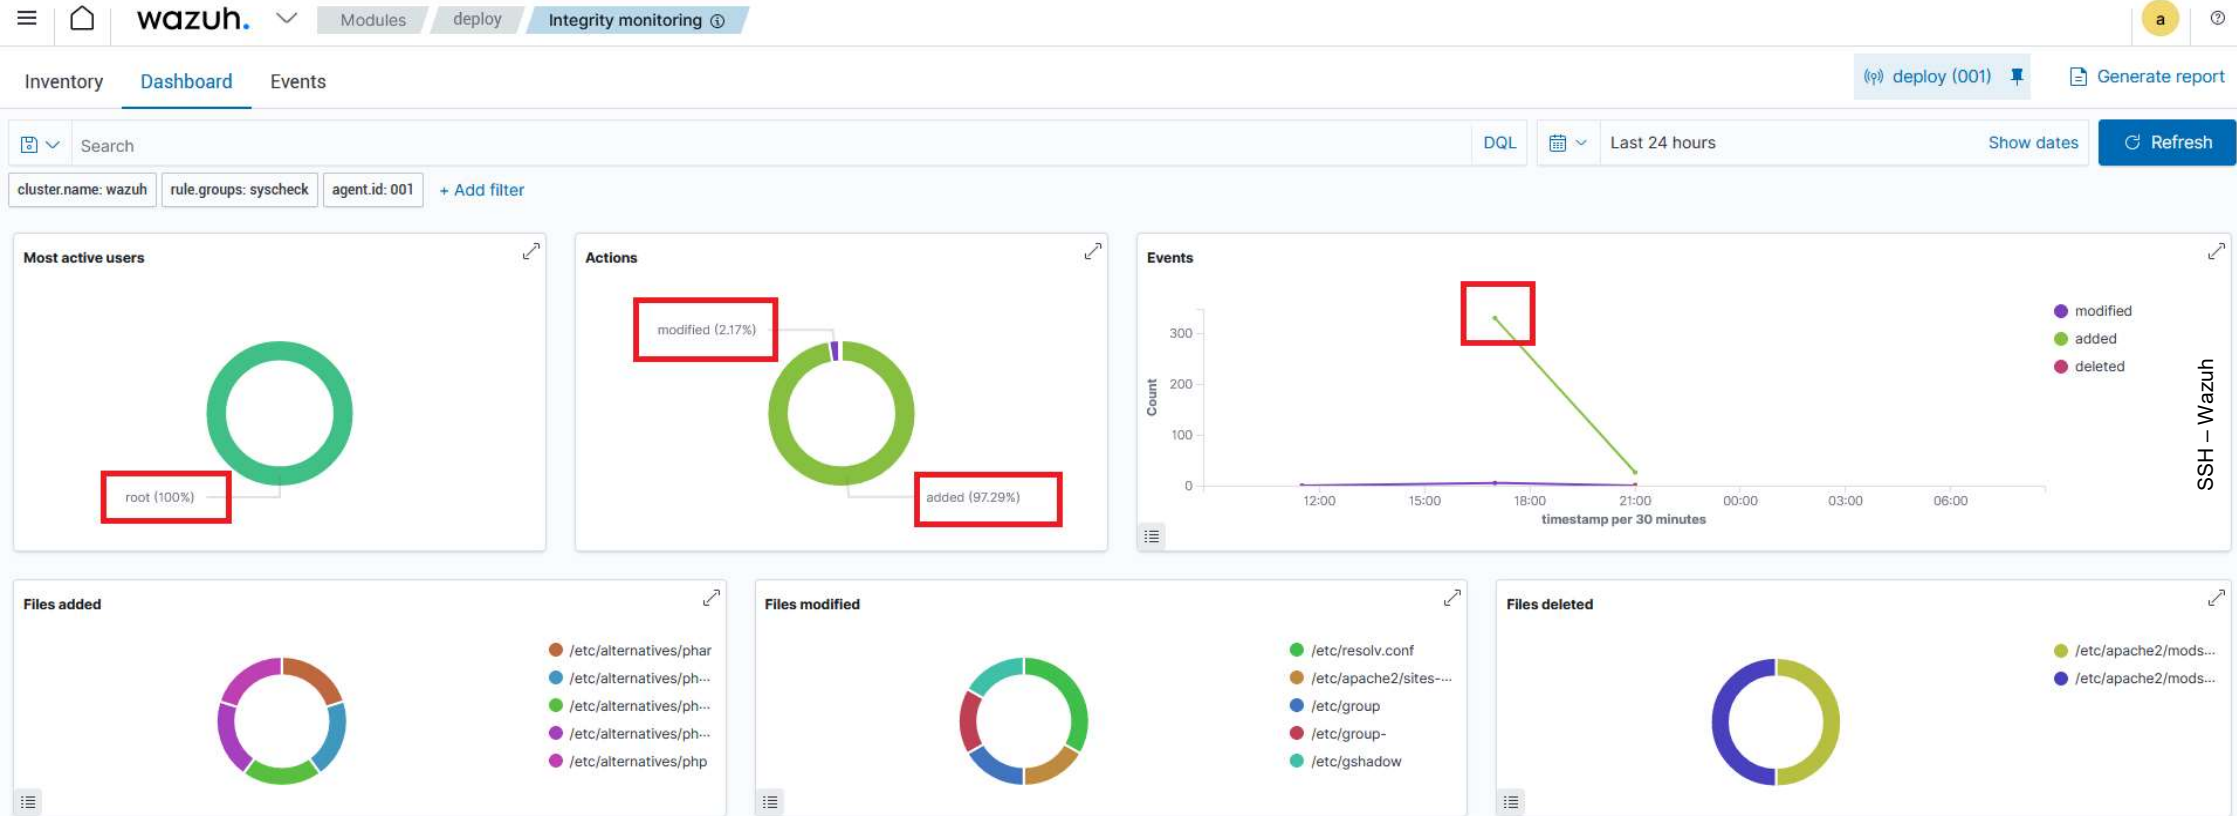 wazuh. Modules deploy Integrity monitoring
a
Inventory Dashboard Events
deploy (001) Generate report
Search DQL Last 24 hours Show dates Refresh
cluster.name: wazuh rule.groups: syscheck agent.id: 001 + Add filter
Most active users
root (100%)
Actions
modified (2.17%)
added (97.29%)
Events
Count
300
200
100
0
12:00 15:00 18:00 21:00 00:00 03:00 06:00
timestamp per 30 minutes
modified
added
deleted
SSH – Wazuh
Files added
/etc/alternatives/phar
/etc/alternatives/ph...
/etc/alternatives/ph...
/etc/alternatives/ph...
/etc/alternatives/php
Files modified
/etc/resolv.conf
/etc/apache2/sites-...
/etc/group
/etc/group-
/etc/gshadow
Files deleted
/etc/apache2/mods...
/etc/apache2/mods...